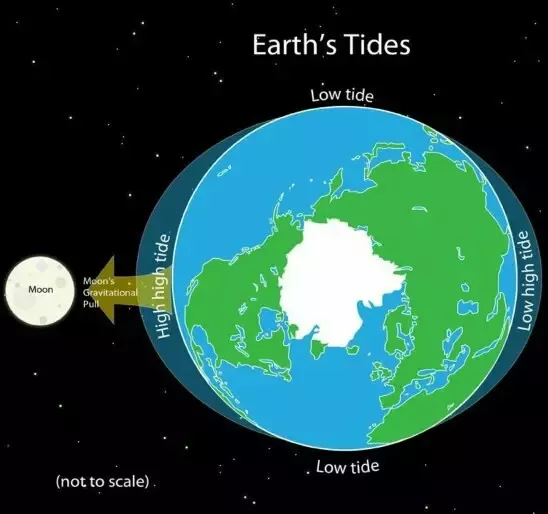 Earth's Tides
Low tide
High high tide
Low high tide
Moon
Moon's
Gravitational
Pull
Low tide
(not to scale)